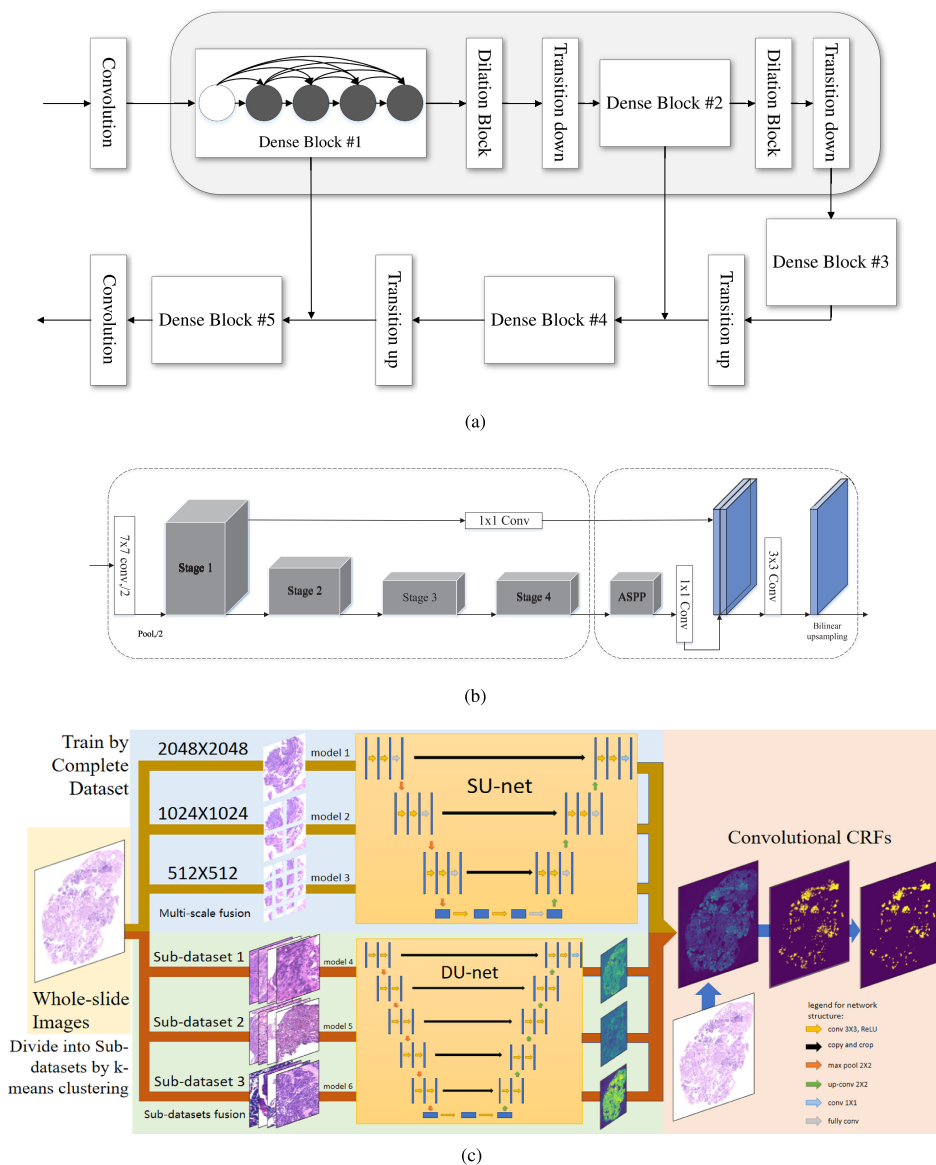 Convolution
Dense Block #1
Dilation Block
Transition down
Dense Block #2
Dilation Block
Transition down
Dense Block #3
Convolution
Dense Block #5
Transition up
Dense Block #4
Transition up
(a)
7x7 conv,/2
Pool,/2
Stage 1
Stage 2
Stage 3
Stage 4
1x1 Conv
ASPP
1x1 Conv
3x3 Conv
Bilinear
upsampling
(b)
Train by
Complete
Dataset
2048X2048
model 1
1024X1024
model 2
512X512
model 3
Multi-scale fusion
SU-net
Whole-slide
Images
Divide into Sub-
datasets by k-
means clustering
Sub-dataset 1
model 4
Sub-dataset 2
model 5
Sub-dataset 3
model 6
Sub-datasets fusion
DU-net
Convolutional CRFs
legend for network
structure:
conv 3X3, ReLU
copy and crop
max pool 2X2
up-conv 2X2
conv 1X1
fully conv
(c)